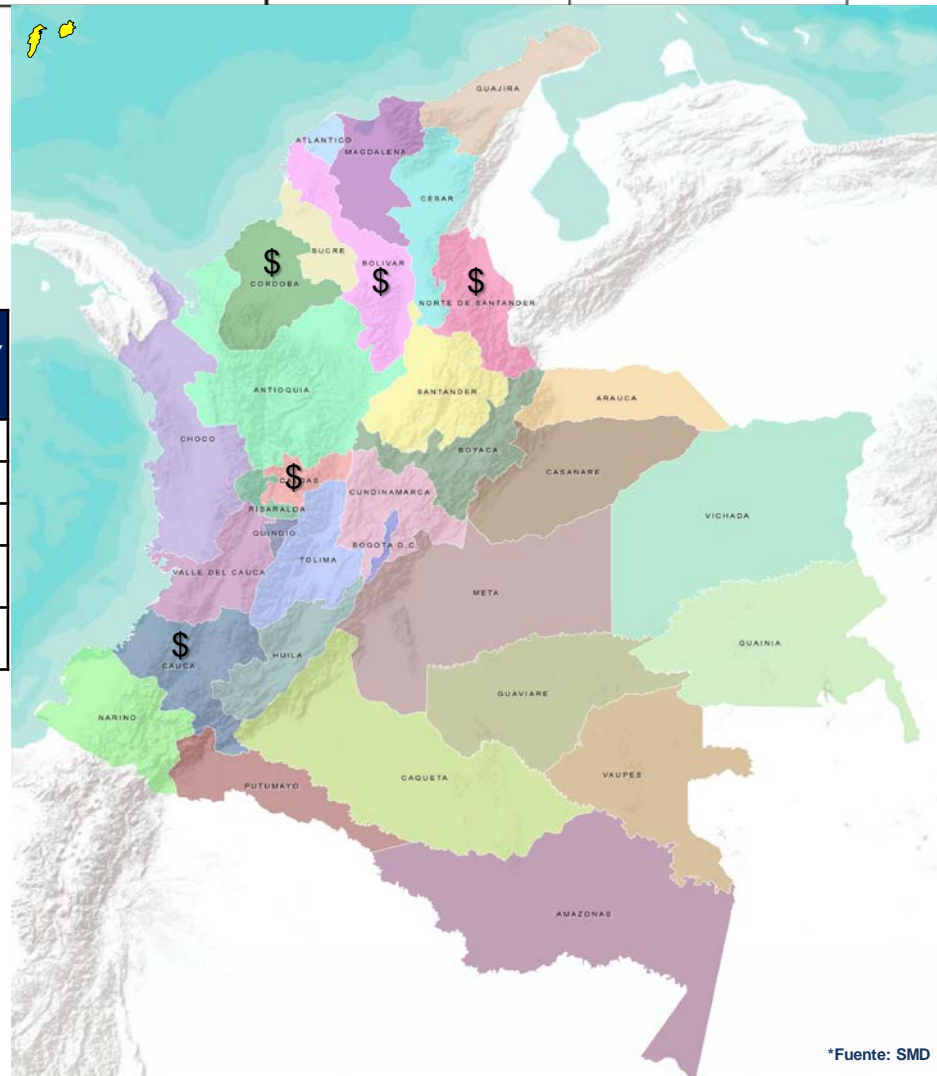 GUAJIRA
ATLANTICO
MAGDALENA
CESAR
SUCRE
BOLIVAR
$
CORDOBA
$
$
NORTE DE SANTANDER
ANTIOQUIA
SANTANDER
ARAUCA
CHOCO
BOYACA
CASANARE
$
CUNDINAMARCA
RISARALDA
VICHADA
QUINDIO
BOGOTA D.C.
TOLIMA
VALLE DEL CAUCA
META
$
CAUCA
HUILA
GUAINIA
GUAVIARE
NARINO
CAQUETA
VAUPES
PUTUMAYO
AMAZONAS
*Fuente: SMD